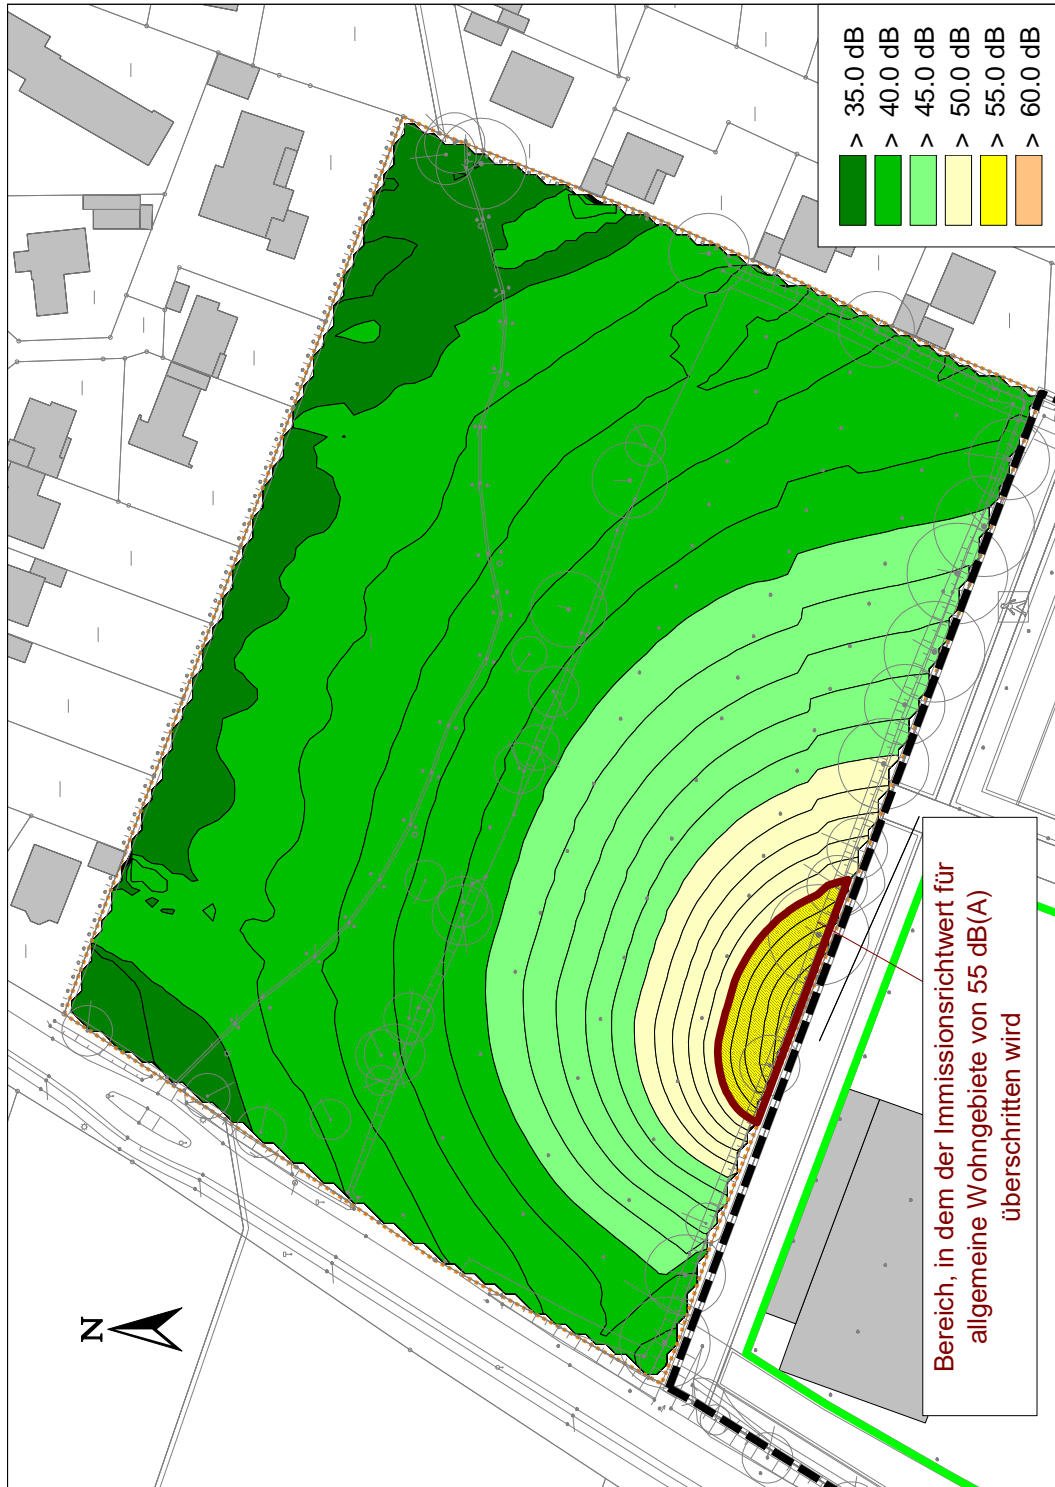 N
> 35.0 dB
> 40.0 dB
> 45.0 dB
> 50.0 dB
> 55.0 dB
> 60.0 dB
Bereich, in dem der Immissionsrichtwert für
allgemeine Wohngebiete von 55 dB(A)
überschritten wird